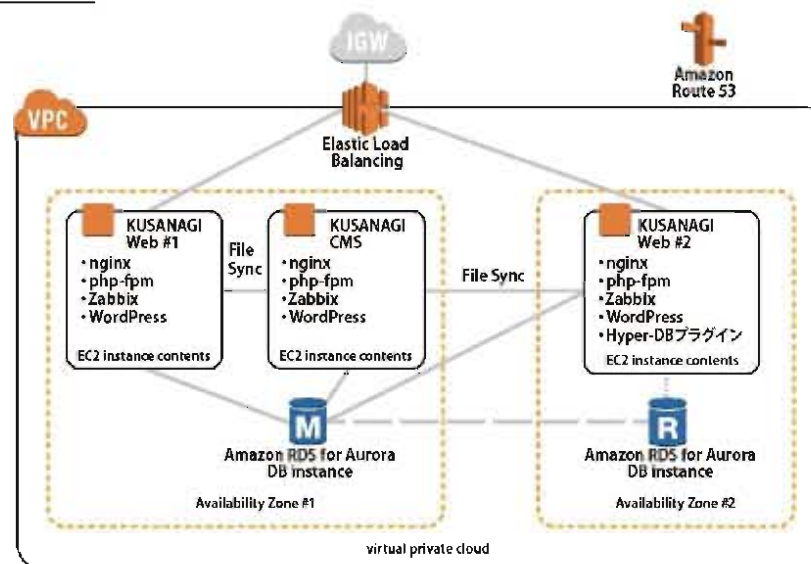 IGW
Amazon
Route 53
VPC
Elastic Load
Balancing
KUSANAGI
Web #1
・nginx
・php-fpm
・Zabbix
・WordPress
EC2 instance contents
File
Sync
KUSANAGI
CMS
・nginx
・php-fpm
・Zabbix
・WordPress
EC2 instance contents
File Sync
KUSANAGI
Web #2
・nginx
・php-fpm
・Zabbix
・WordPress
・Hyper-DBプラグイン
EC2 instance contents
M
Amazon RDS for Aurora
DB instance
Availability Zone #1
R
Amazon RDS for Aurora
DB instance
Availability Zone #2
virtual private cloud